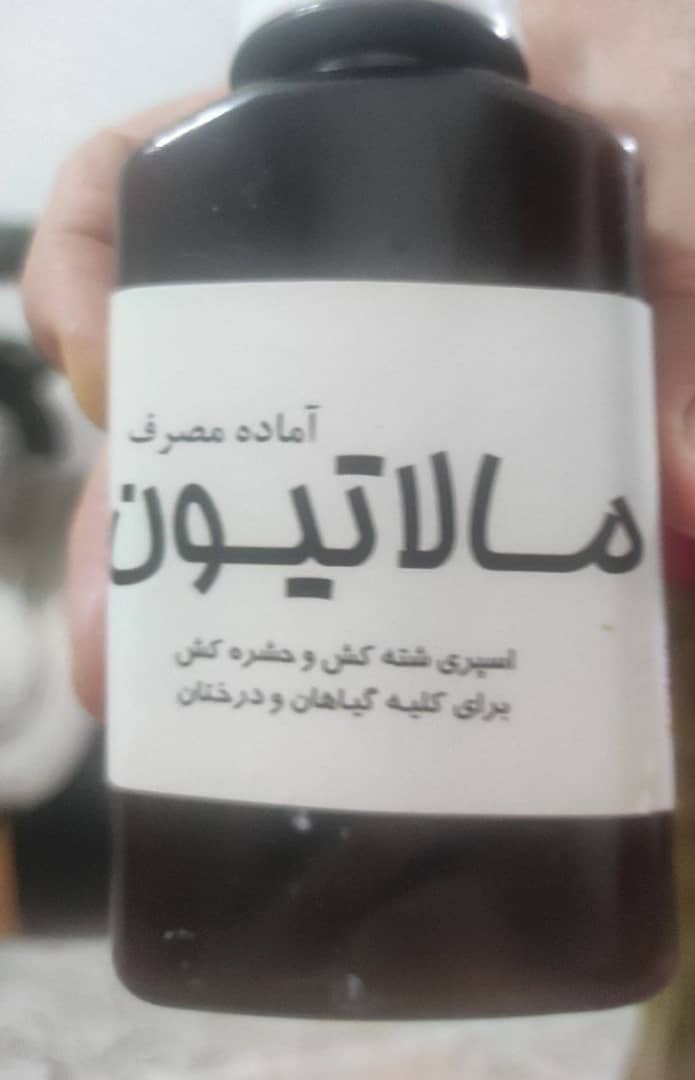 آماده مصرف
مالاتیون
اسپری شته کش و حشره کش
برای کلیه گیاهان و درختان